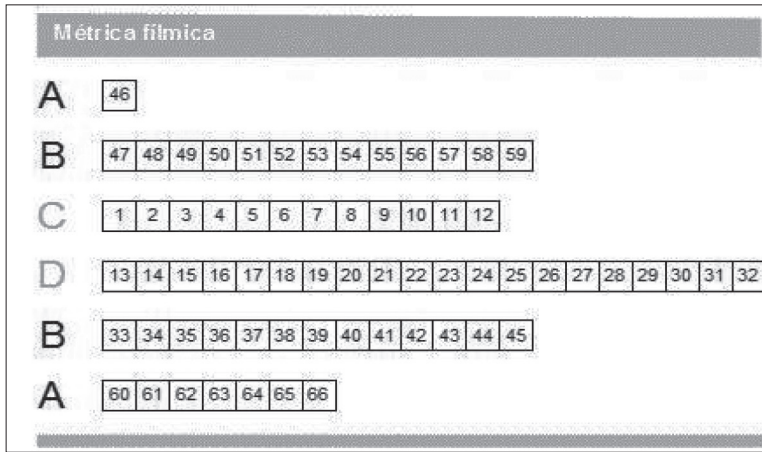 Métrica fílmica
A 46
B 47 48 49 50 51 52 53 54 55 56 57 58 59
C 1 2 3 4 5 6 7 8 9 10 11 12
D 13 14 15 16 17 18 19 20 21 22 23 24 25 26 27 28 29 30 31 32
B 33 34 35 36 37 38 39 40 41 42 43 44 45
A 60 61 62 63 64 65 66